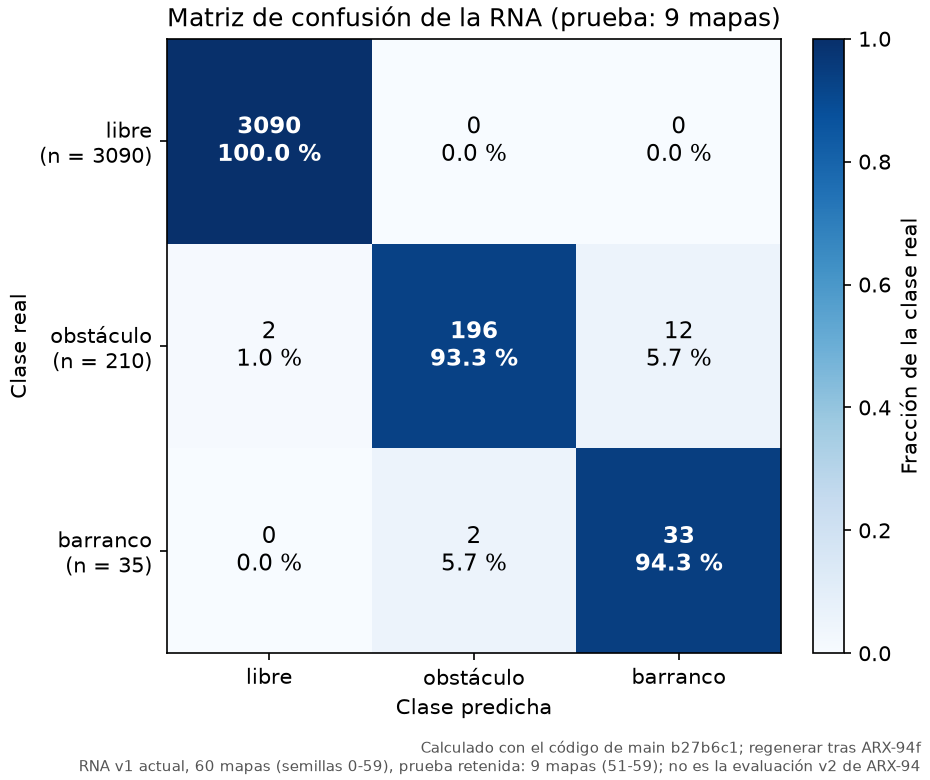 Matriz de confusión de la RNA (prueba: 9 mapas)
libre
(n = 3090)
3090
100.0 %
0
0.0 %
0
0.0 %
obstáculo
(n = 210)
2
1.0 %
196
93.3 %
12
5.7 %
barranco
(n = 35)
0
0.0 %
2
5.7 %
33
94.3 %
Clase real
libre
obstáculo
barranco
Clase predicha
1.0
0.8
0.6
0.4
0.2
0.0
Fracción de la clase real
Calculado con el código de main b27b6c1; regenerar tras ARX-94f
RNA v1 actual, 60 mapas (semillas 0-59), prueba retenida: 9 mapas (51-59); no es la evaluación v2 de ARX-94